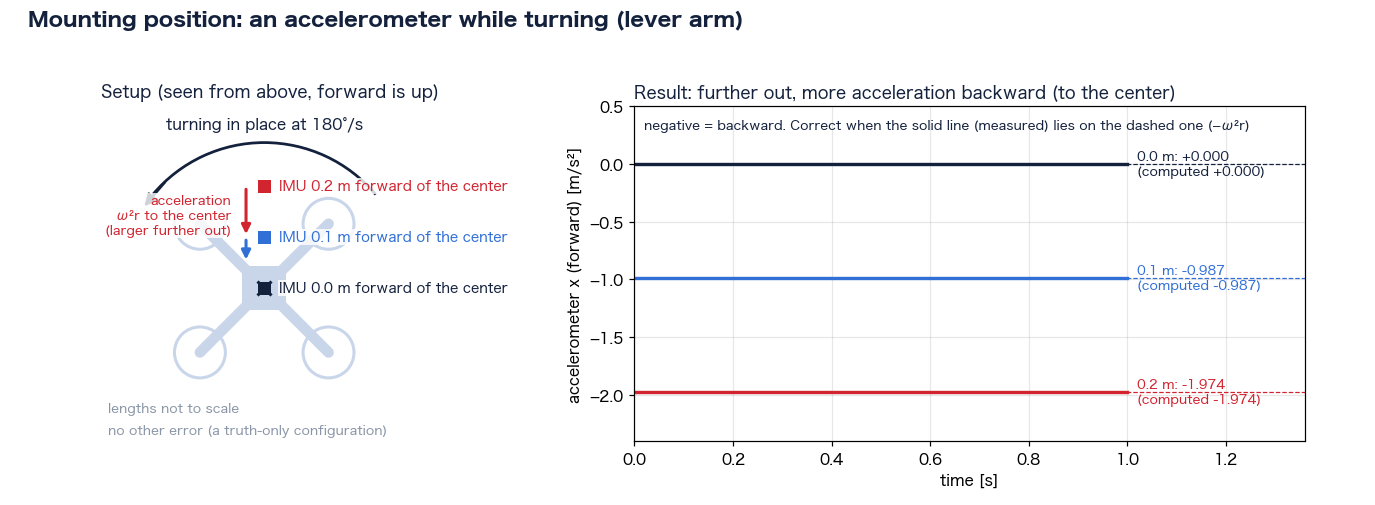 Mounting position: an accelerometer while turning (lever arm)
Setup (seen from above, forward is up)
turning in place at 180°/s
IMU 0.2 m forward of the center
acceleration
ω²r to the center
(larger further out)
IMU 0.1 m forward of the center
IMU 0.0 m forward of the center
lengths not to scale
no other error (a truth-only configuration)
Result: further out, more acceleration backward (to the center)
negative = backward. Correct when the solid line (measured) lies on the dashed one (−ω²r)
0.0 m: +0.000
(computed +0.000)
0.1 m: -0.987
(computed -0.987)
0.2 m: -1.974
(computed -1.974)
accelerometer x (forward) [m/s²]
0.5
0.0
−0.5
−1.0
−1.5
−2.0
0.0 0.2 0.4 0.6 0.8 1.0 1.2
time [s]